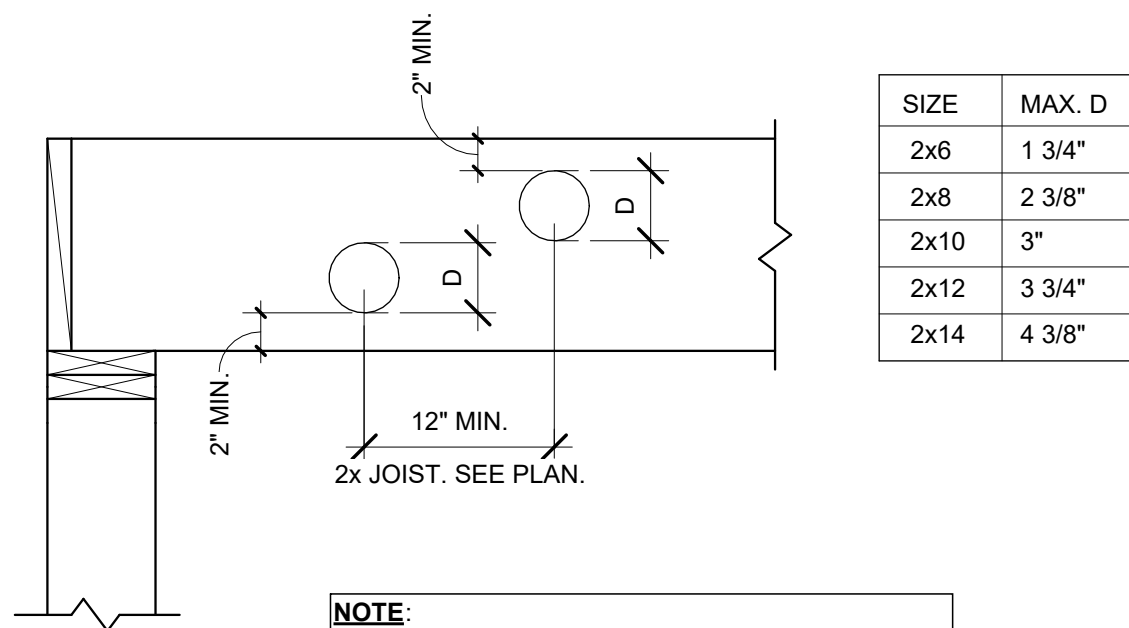 2" MIN.
D
D
2" MIN.
12" MIN.
2x JOIST. SEE PLAN.
SIZE MAX. D
2x6 1 3/4"
2x8 2 3/8"
2x10 3"
2x12 3 3/4"
2x14 4 3/8"
NOTE: